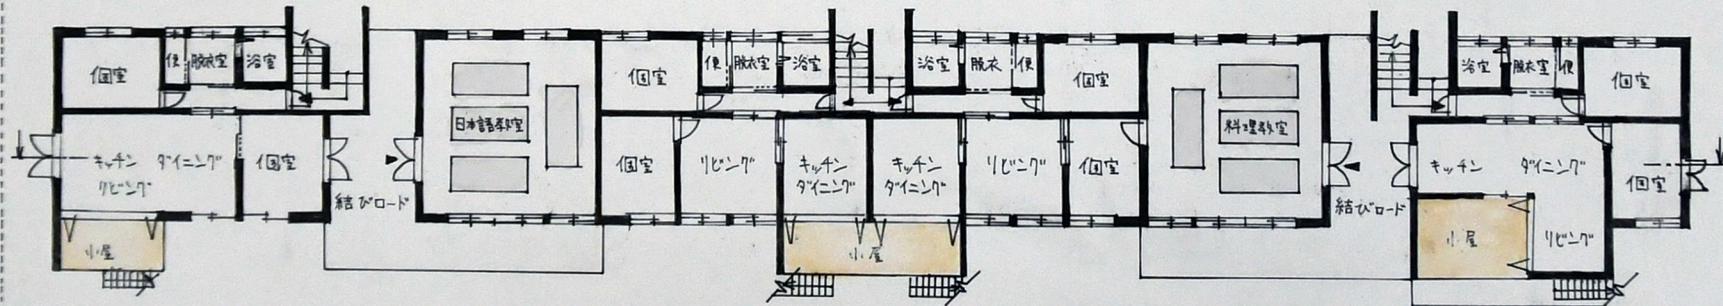 個室
便
脱衣室
浴室
キッチン ダイニング
リビング
個室
小屋
結びロード
日本語教室
個室
便
脱衣室
浴室
個室
リビング
キッチン
ダイニング
小屋
浴室
脱衣
便
個室
キッチン
ダイニング
リビング
個室
料理教室
結びロード
浴室
脱衣室
便
個室
キッチン ダイニング
リビング
個室
小屋